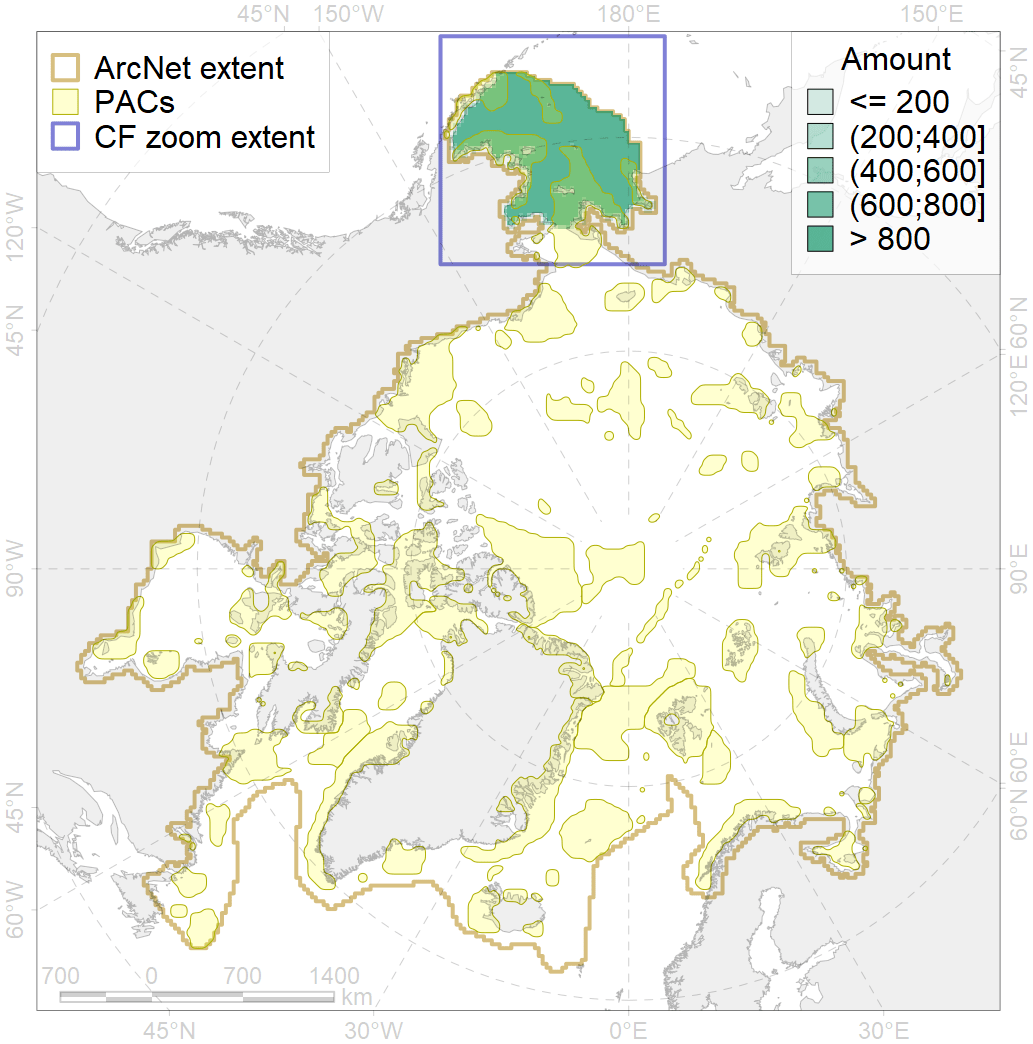 45°N 150°W 180°E 150°E
ArcNet extent
PACs
CF zoom extent
Amount
<= 200
(200;400]
(400;600]
(600;800]
> 800
45°N
120°W
45°N
60°N
120°E
90°W
90°E
45°N
60°E
60°N
60°W
700 0 700 1400
km
45°N 30°W 0°E 30°E